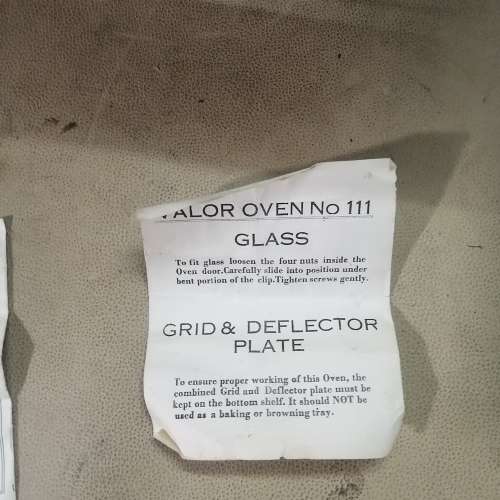 VALOR OVEN No 111
GLASS
To fit glass loosen the four nuts inside the
Oven door.Carefully slide into position under
bent portion of the clip.Tighten screws gently.
GRID & DEFLECTOR
PLATE
To ensure proper working of this Oven, the
combined Grid and Deflector plate must be
kept on the bottom shelf. It should NOT be
used as a baking or browning tray.